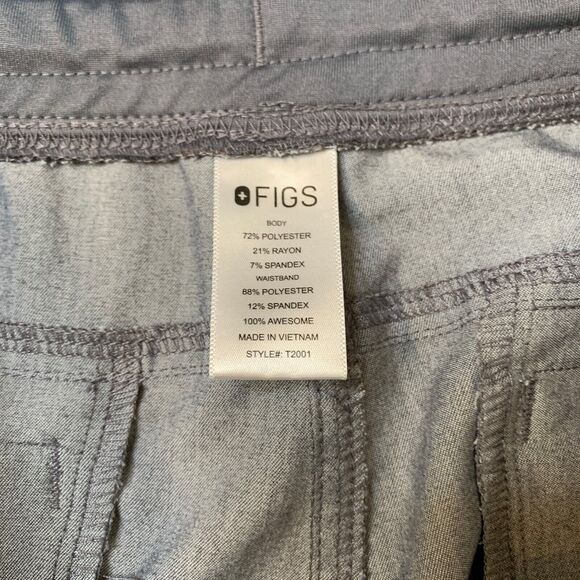 FIGS
BODY
72% POLYESTER
21% RAYON
7% SPANDEX
WAISTBAND
88% POLYESTER
12% SPANDEX
100% AWESOME
MADE IN VIETNAM
STYLE#: T2001